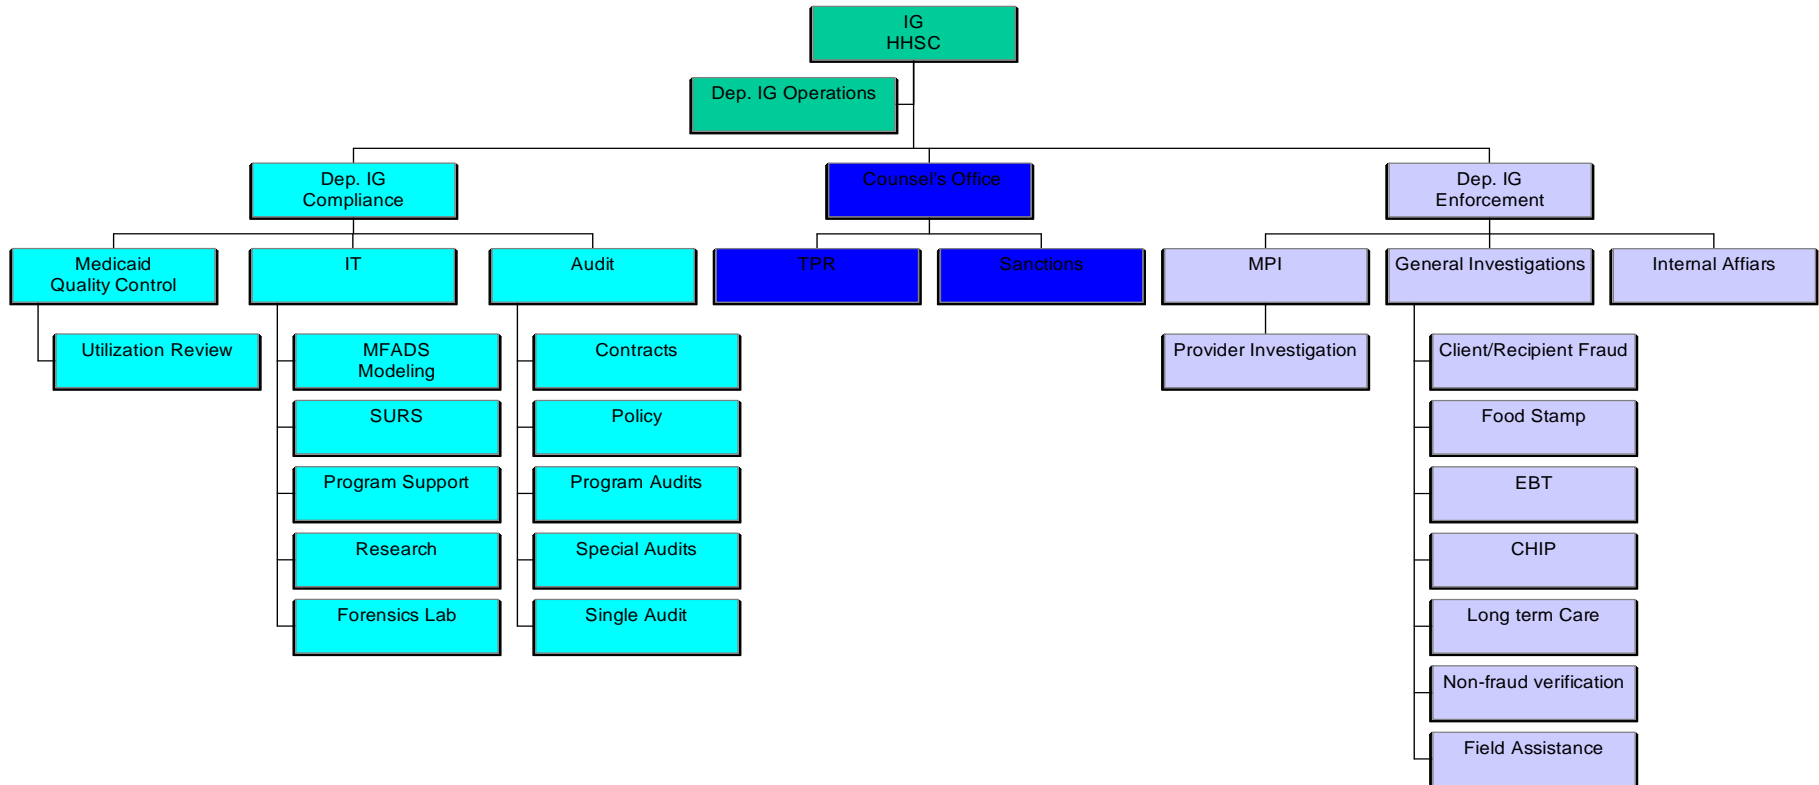 IG
HHSC
Dep. IG Operations
Dep. IG
Compliance
Counsel's Office
Dep. IG
Enforcement
Medicaid
Quality Control
IT
Audit
TPR
Sanctions
MPI
General Investigations
Internal Affiars
Utilization Review
MFADS
Modeling
Contracts
Provider Investigation
Client/Recipient Fraud
SURS
Policy
Food Stamp
Program Support
Program Audits
EBT
Research
Special Audits
CHIP
Forensics Lab
Single Audit
Long term Care
Non-fraud verification
Field Assistance